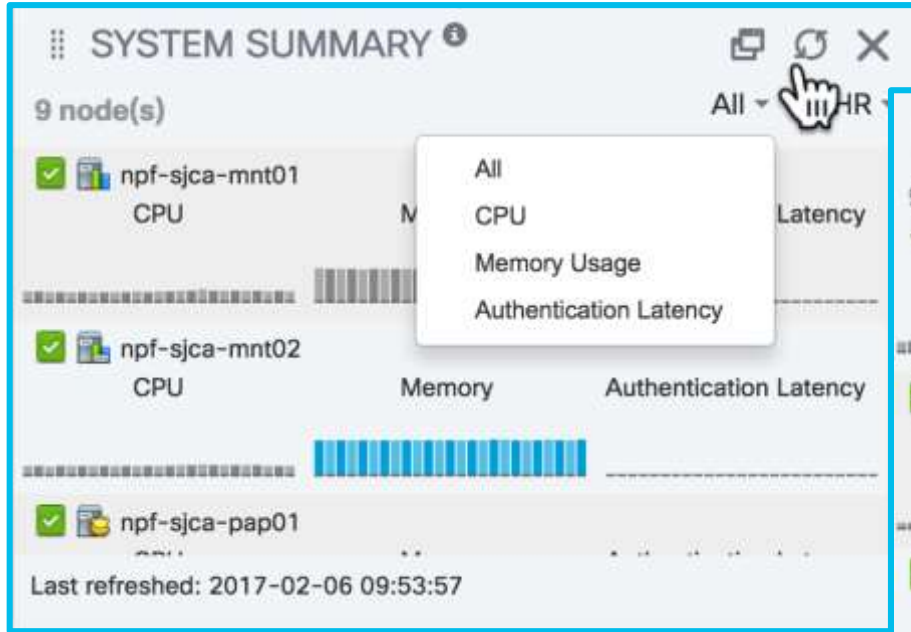 SYSTEM SUMMARY
9 node(s)
All HR
npf-sjca-mnt01
CPU Latency
All
CPU
Memory Usage
Authentication Latency
npf-sjca-mnt02
CPU Memory Authentication Latency
npf-sjca-pap01
Last refreshed: 2017-02-06 09:53:57